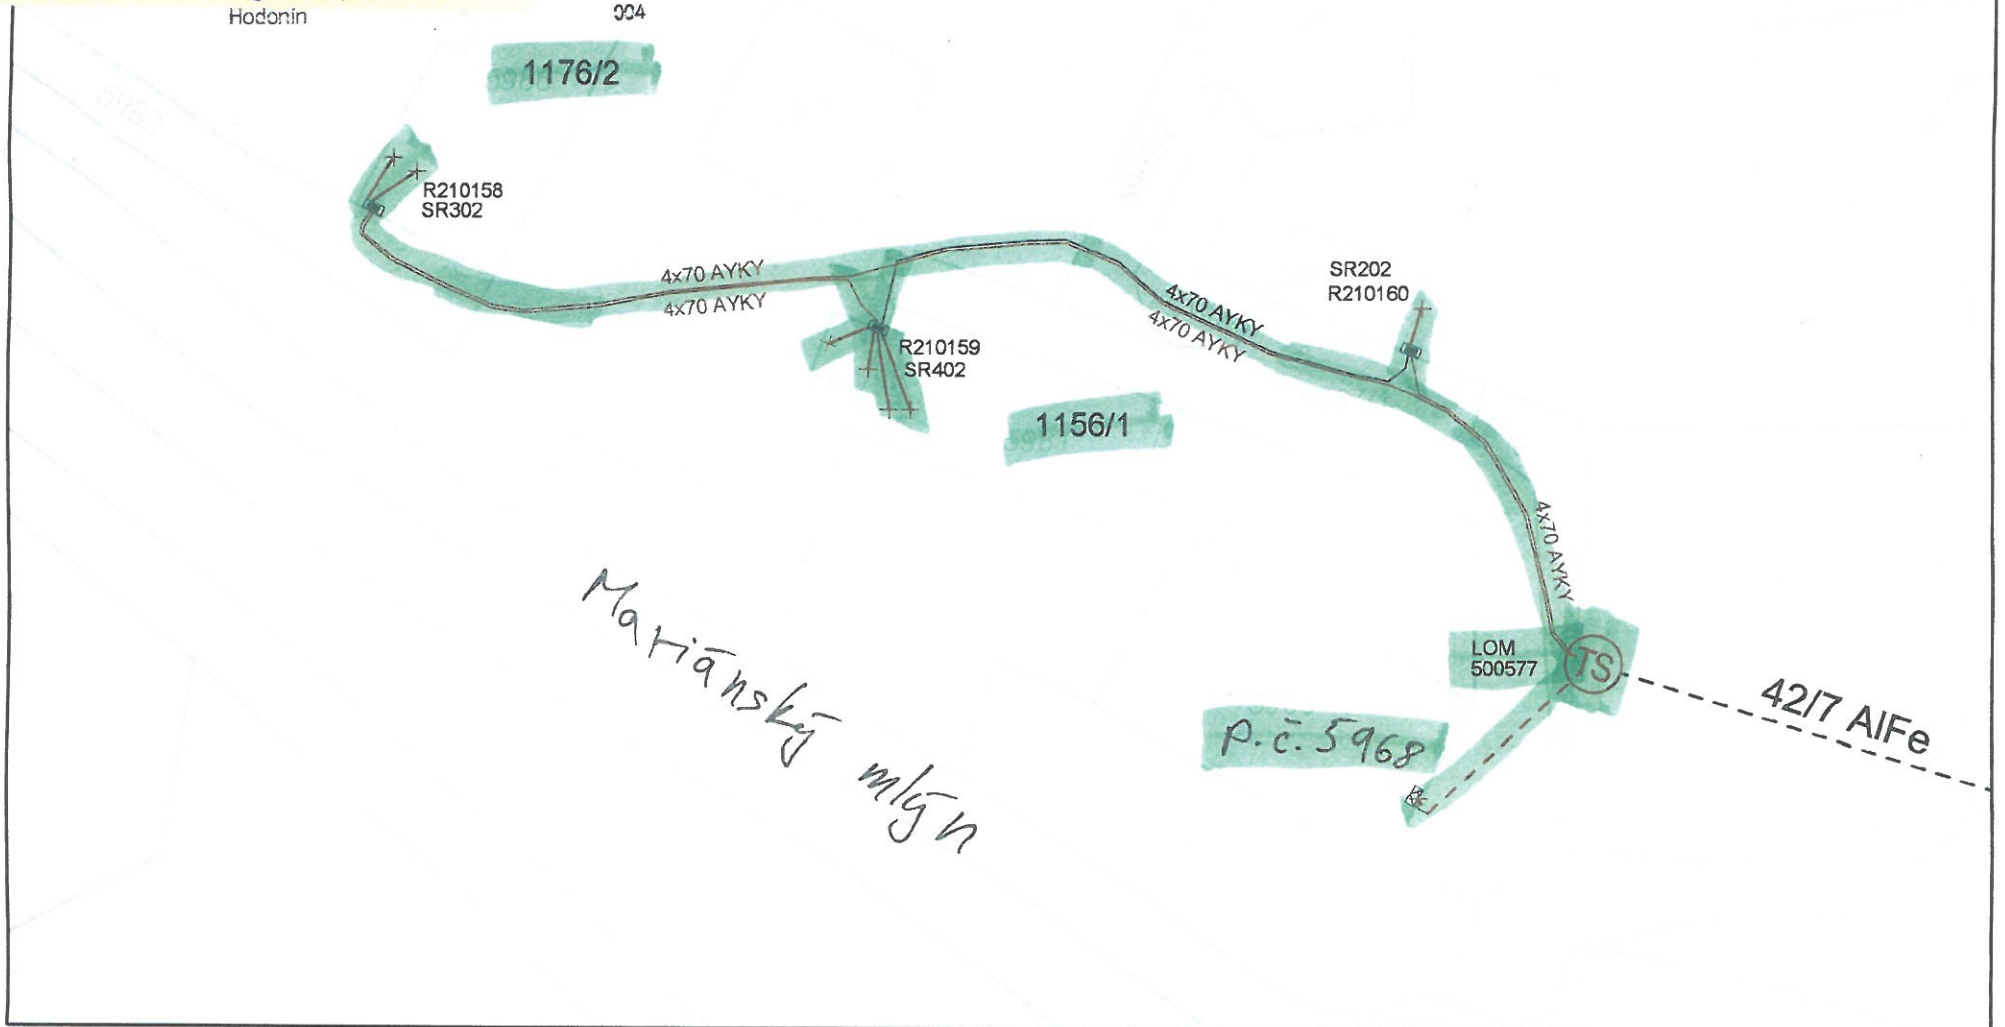 Hodonín
004
1176/2
R210158
SR302
4x70 AYKY
4x70 AYKY
R210159
SR402
4x70 AYKY
4x70 AYKY
SR202
R210160
1156/1
4x70 AYKY
LOM
500577
TS
42/7 AlFe
p.č. 5968
Mariánský mlýn
5983